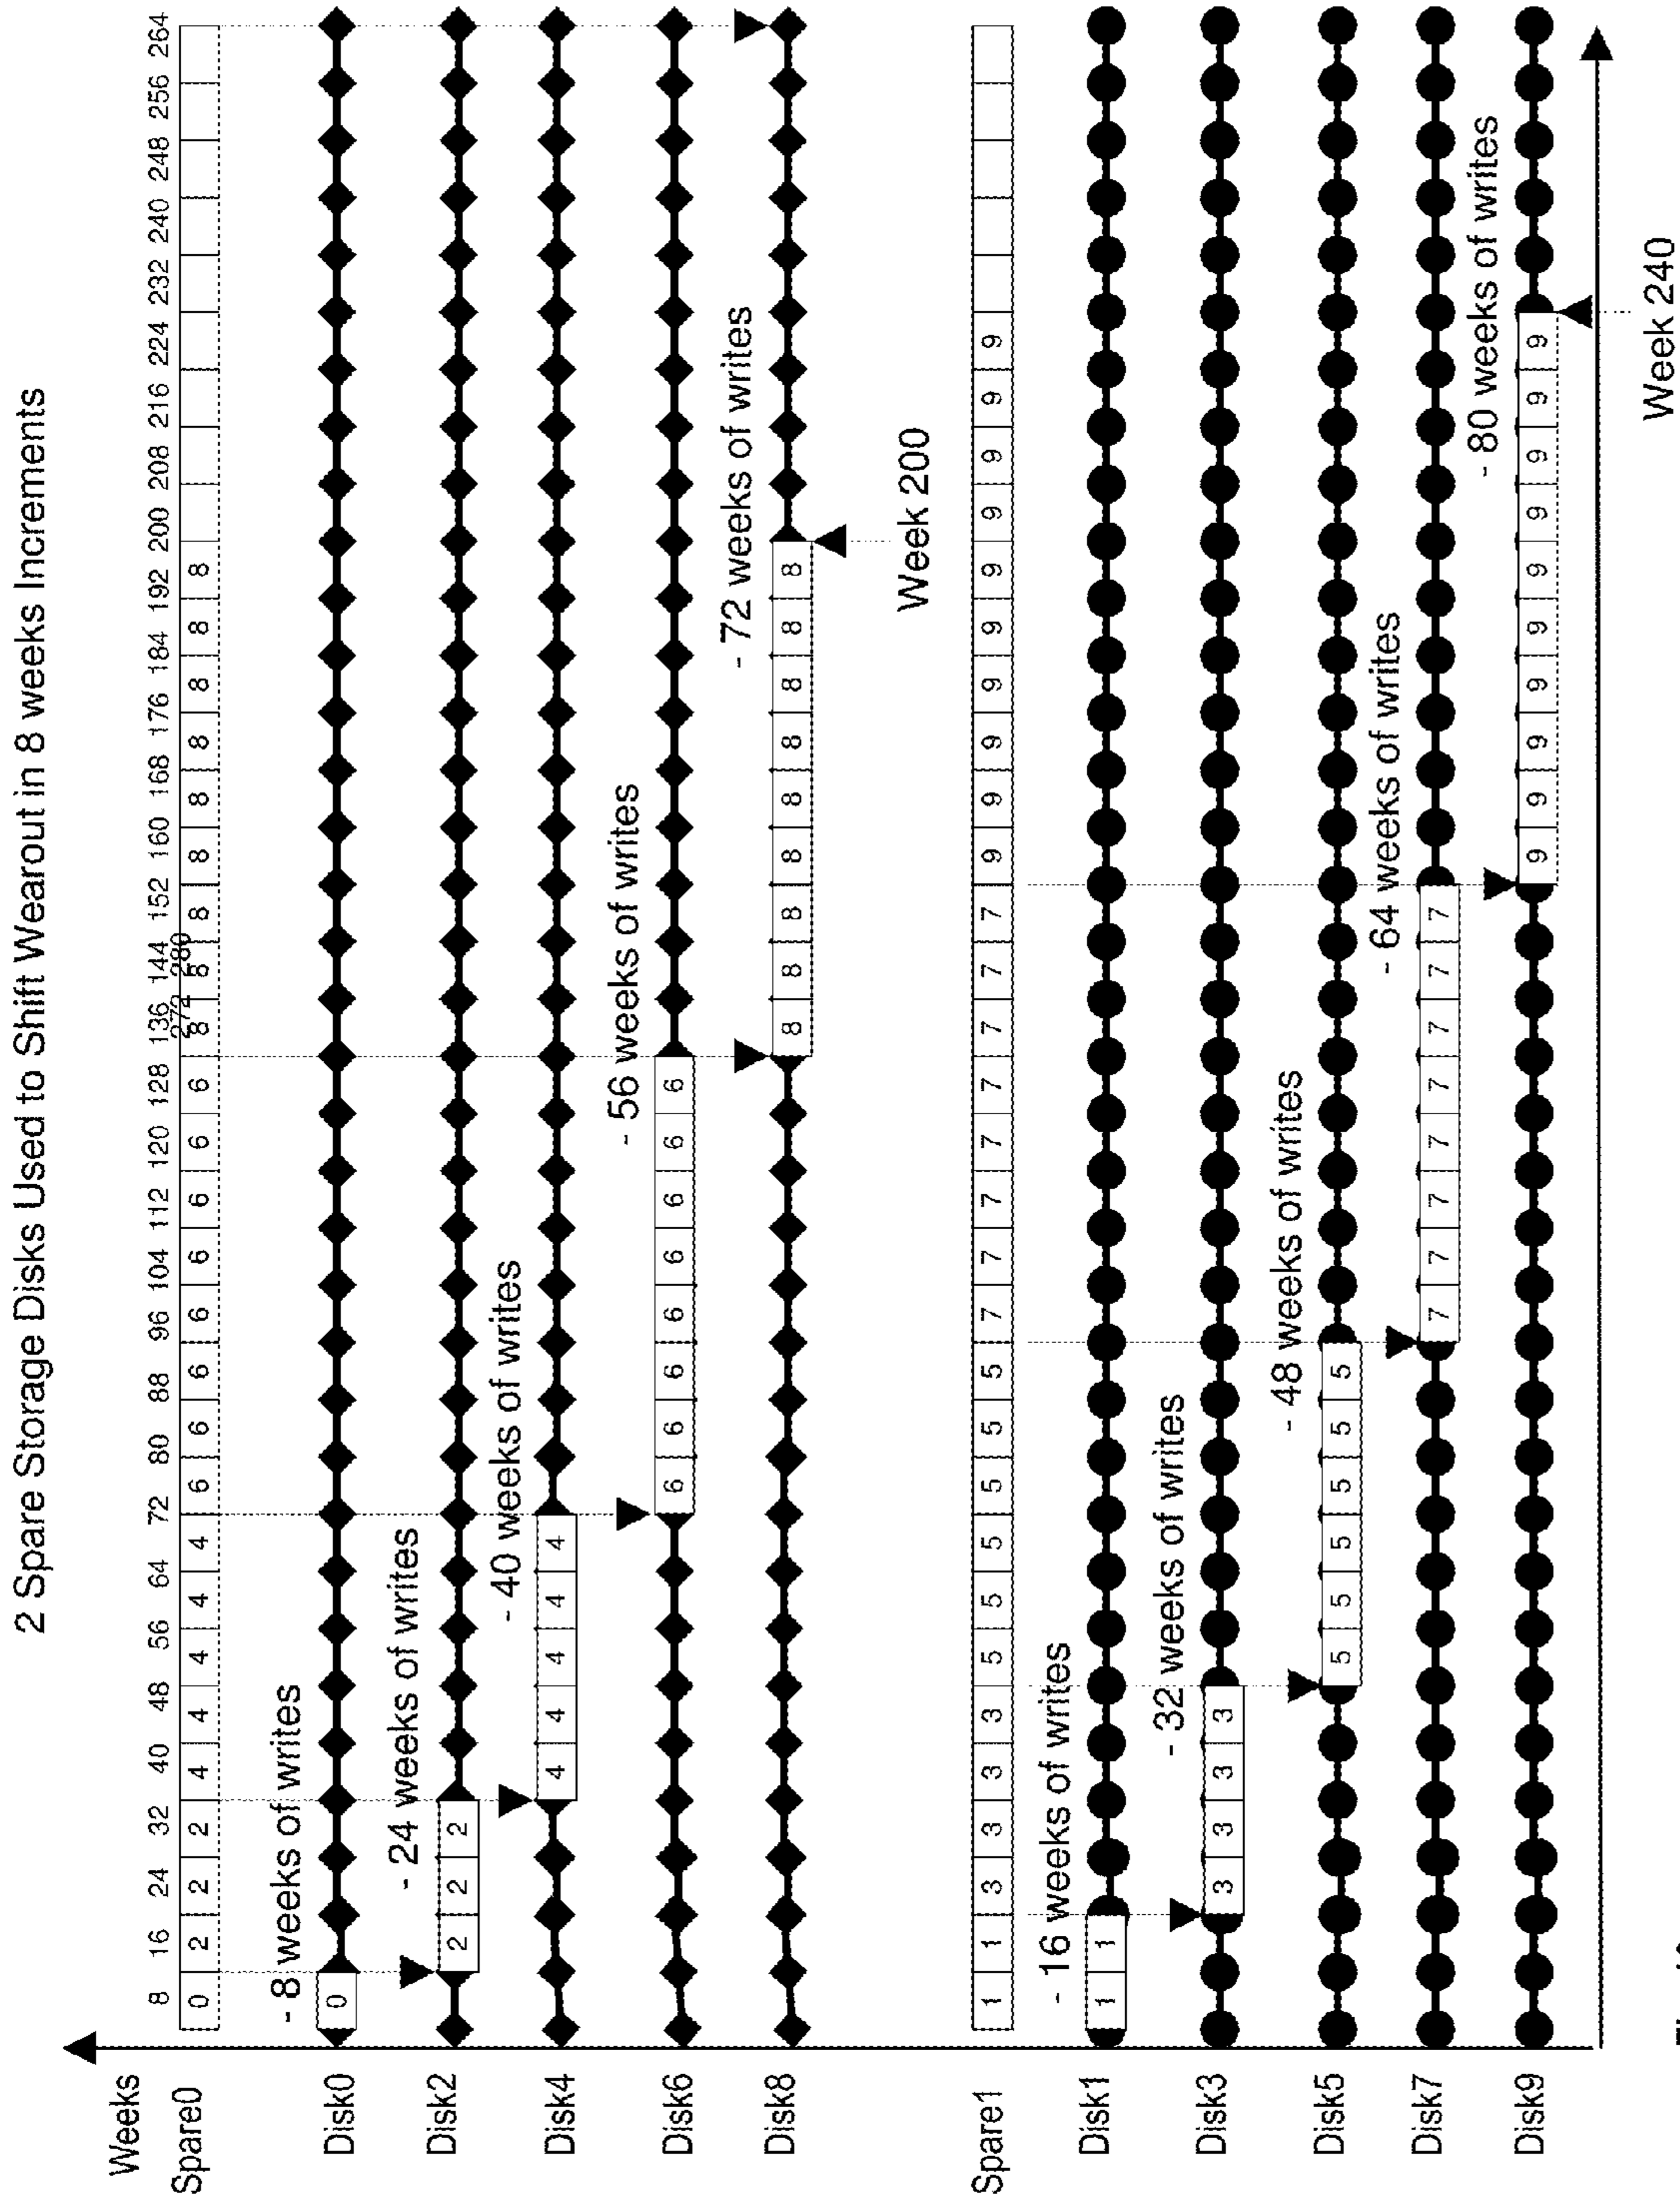 2 Spare Storage Disks Used to Shift Wearout in 8 weeks Increments
Weeks 8 16 24 32 40 48 56 64 72 80 88 96 104 112 120 128 136 144 152 160 168 176 184 192 200 208 216 224 232 240 248 256 264
272 280
Spare0 0 2 2 2 4 4 4 4 4 6 6 6 6 6 6 6 6 8 8 8 8 8 8 8 8 8
- 8 weeks of writes
Disk0 0
- 24 weeks of writes
Disk2 2 2 2
- 40 weeks of writes
Disk4 4 4 4 4 4
- 56 weeks of writes
Disk6 6 6 6 6 6 6 6 6
- 72 weeks of writes
Disk8 8 8 8 8 8 8 8 8 8
Week 200
Spare1 1 1 3 3 3 3 5 5 5 5 5 5 7 7 7 7 7 7 7 7 9 9 9 9 9 9 9 9 9 9
- 16 weeks of writes
Disk1 1 1
- 32 weeks of writes
Disk3 3 3 3 3
- 48 weeks of writes
Disk5 5 5 5 5 5 5
- 64 weeks of writes
Disk7 7 7 7 7 7 7 7 7
- 80 weeks of writes
Disk9 9 9 9 9 9 9 9 9 9 9
Week 240